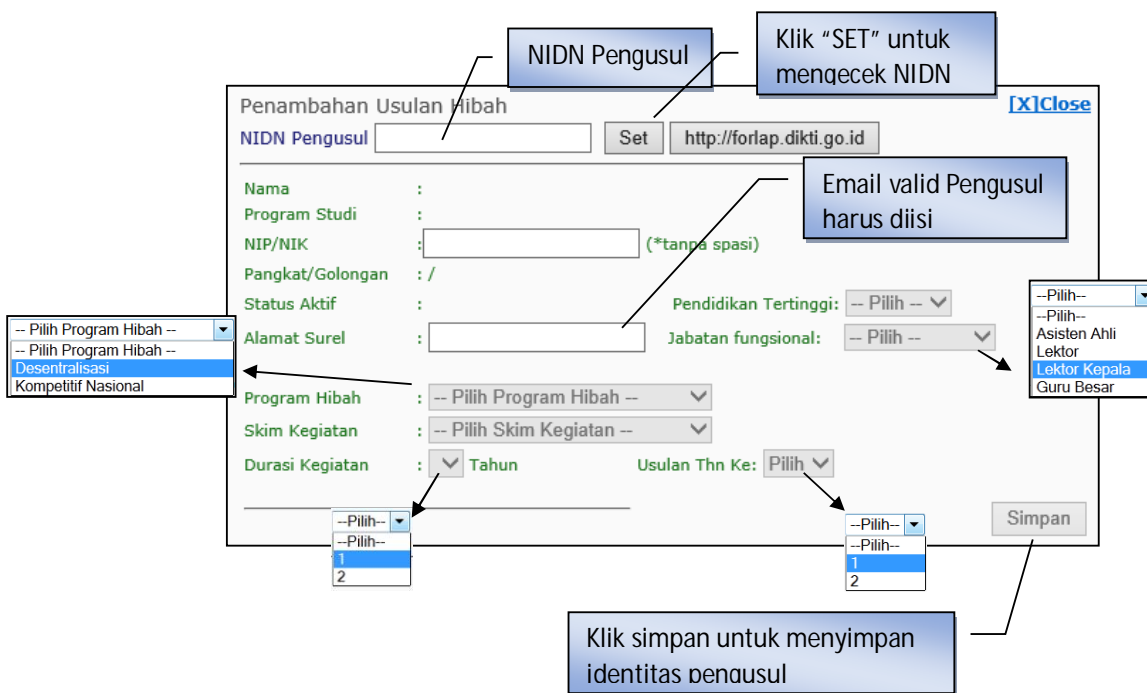 NIDN Pengusul
Klik “SET” untuk
mengecek NIDN
Penambahan Usulan Hibah
[X]Close
NIDN Pengusul
Set
http://forlap.dikti.go.id
Email valid Pengusul
harus diisi
Nama :
Program Studi :
NIP/NIK : (*tanpa spasi)
Pangkat/Golongan : /
Status Aktif :
Pendidikan Tertinggi: -- Pilih --
Alamat Surel :
Jabatan fungsional: -- Pilih --
--Pilih--
--Pilih--
Asisten Ahli
Lektor
Lektor Kepala
Guru Besar
-- Pilih Program Hibah --
-- Pilih Program Hibah --
Desentralisasi
Kompetitif Nasional
Program Hibah : -- Pilih Program Hibah --
Skim Kegiatan : -- Pilih Skim Kegiatan --
Durasi Kegiatan : Tahun
Usulan Thn Ke: Pilih
--Pilih--
--Pilih--
1
2
--Pilih--
--Pilih--
1
2
Simpan
Klik simpan untuk menyimpan
identitas pengusul